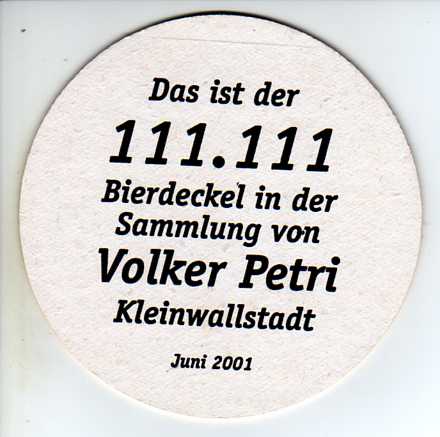 Das ist der
111.111
Bierdeckel in der
Sammlung von
Volker Petri
Kleinwallstadt
Juni 2001